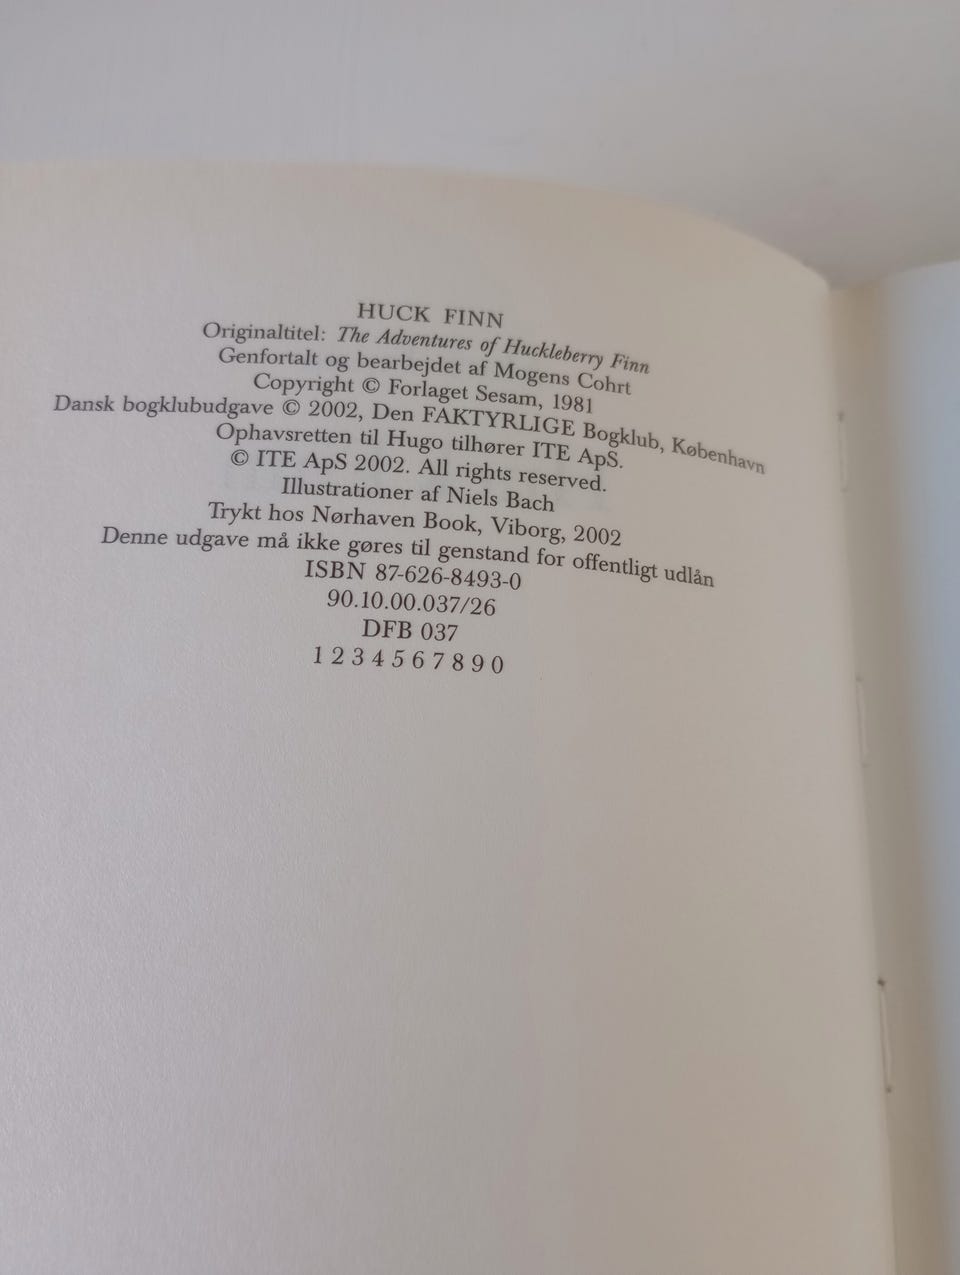 HUCK FINN
Originaltitel: The Adventures of Huckleberry Finn
Genfortalt og bearbejdet af Mogens Cohrt
Copyright © Forlaget Sesam, 1981
Dansk bogklubudgave © 2002, Den FAKTYRLIGE Bogklub, København
Ophavsretten til Hugo tilhører ITE ApS.
© ITE ApS 2002. All rights reserved.
Illustrationer af Niels Bach
Trykt hos Nørhaven Book, Viborg, 2002
Denne udgave må ikke gøres til genstand for offentligt udlån
ISBN 87-626-8493-0
90.10.00.037/26
DFB 037
1 2 3 4 5 6 7 8 9 0